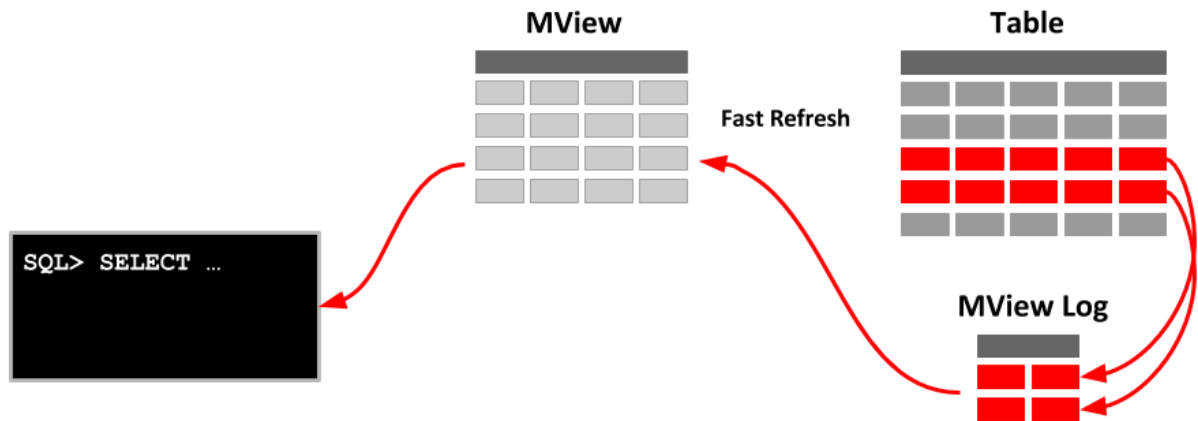 MView
Table
Fast Refresh
SQL> SELECT …
MView Log